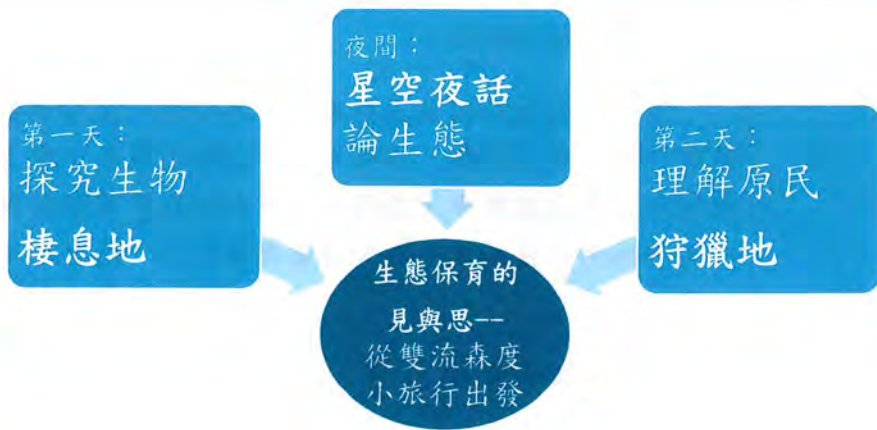 第一天：
探究生物
棲息地
夜間：
星空夜話
論生態
第二天：
理解原民
狩獵地
生態保育的
見與思--
從雙流森度
小旅行出發